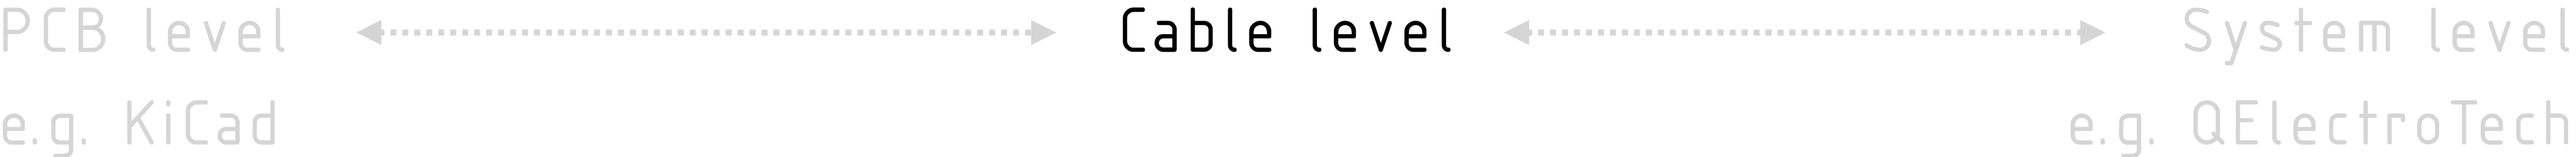 PCB level Cable level System level
e.g. KiCad e.g. QElectroTech